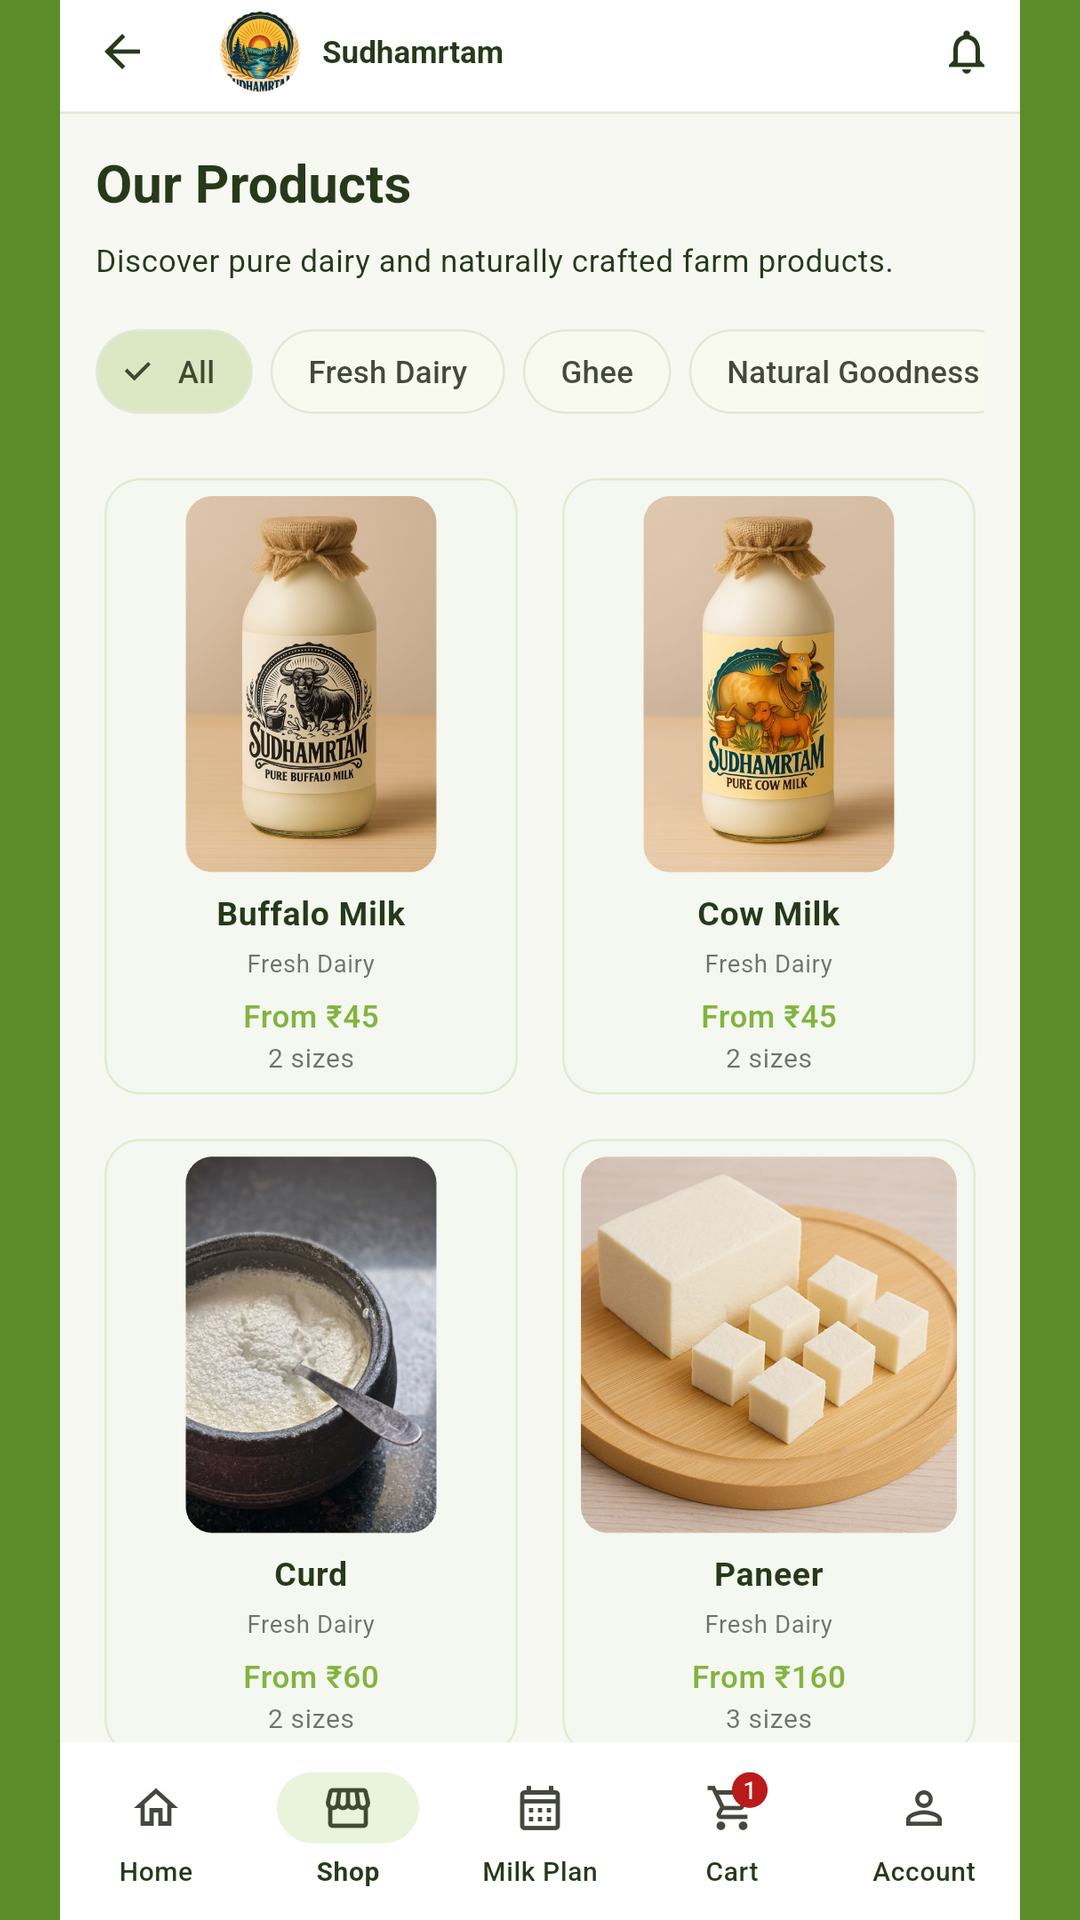 Sudhamrtam
Our Products
Discover pure dairy and naturally crafted farm products.
All
Fresh Dairy
Ghee
Natural Goodness
SUDHAMRTAM
PURE BUFFALO MILK
SUDHAMRTAM
PURE COW MILK
Buffalo Milk
Cow Milk
Fresh Dairy
Fresh Dairy
From ₹45
From ₹45
2 sizes
2 sizes
Curd
Paneer
Fresh Dairy
Fresh Dairy
From ₹60
From ₹160
2 sizes
3 sizes
1
Home
Shop
Milk Plan
Cart
Account